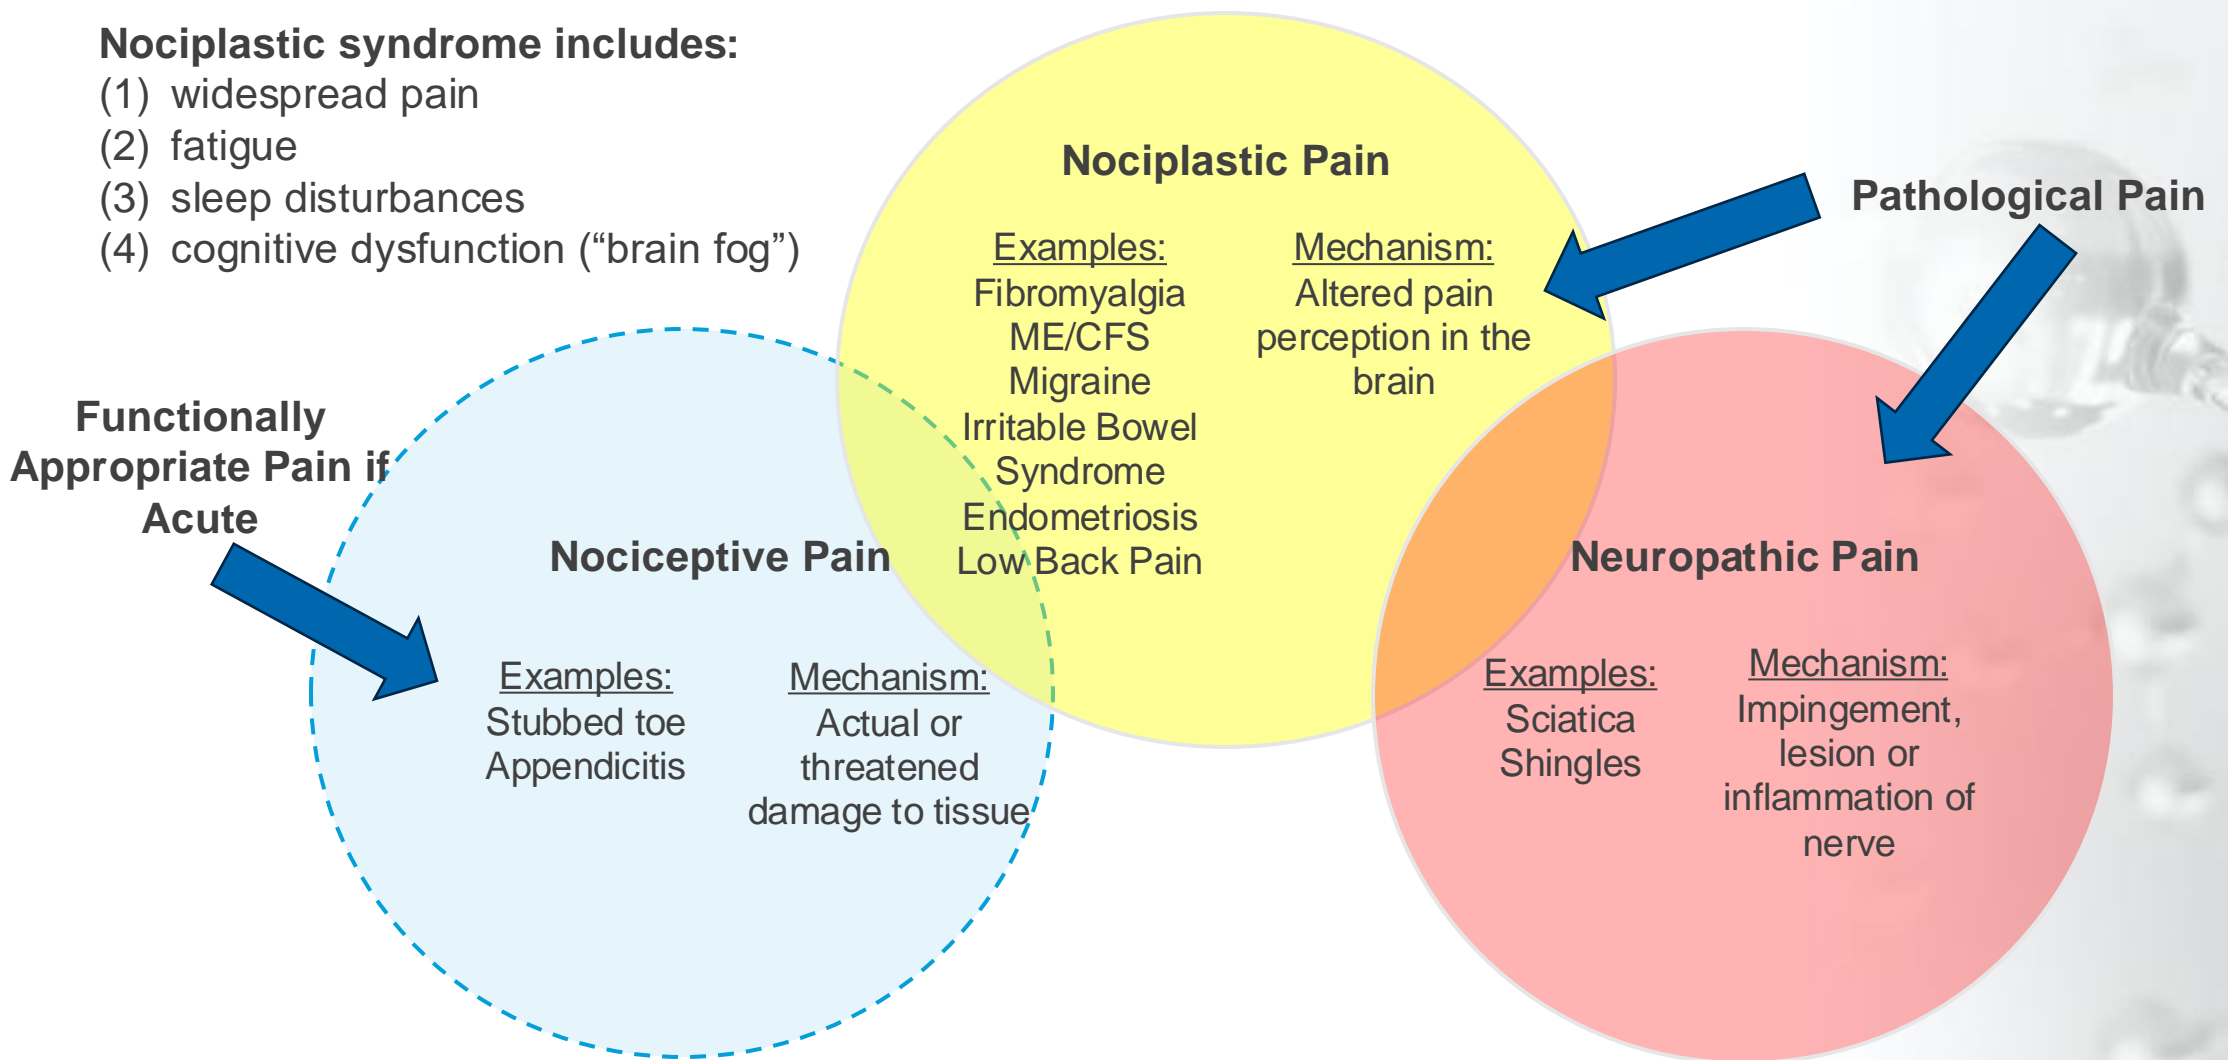 Nociplastic syndrome includes:
(1) widespread pain
(2) fatigue
(3) sleep disturbances
(4) cognitive dysfunction (“brain fog”)
Nociplastic Pain
Examples:
Fibromyalgia
ME/CFS
Migraine
Irritable Bowel
Syndrome
Endometriosis
Low Back Pain
Mechanism:
Altered pain
perception in the
brain
Pathological Pain
Functionally
Appropriate Pain if
Acute
Nociceptive Pain
Examples:
Stubbed toe
Appendicitis
Mechanism:
Actual or
threatened
damage to tissue
Neuropathic Pain
Examples:
Sciatica
Shingles
Mechanism:
Impingement,
lesion or
inflammation of
nerve